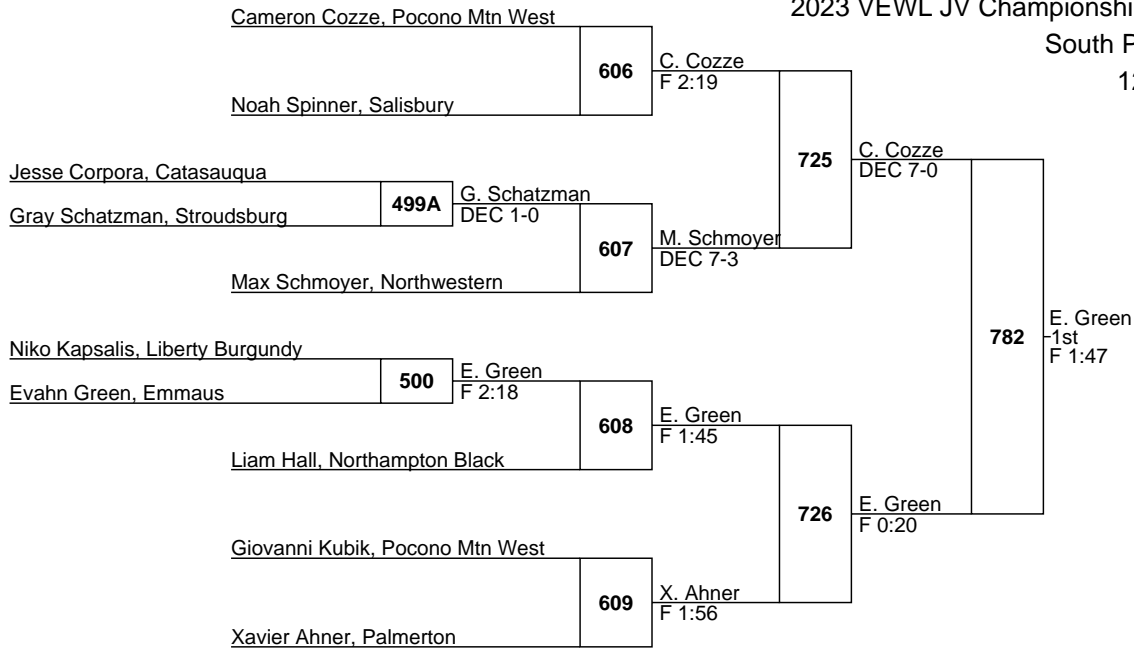 2023 VEWL JV Championshi
South P
Cameron Cozze, Pocono Mtn West
606
C. Cozze
F 2:19
Noah Spinner, Salisbury
725
C. Cozze
DEC 7-0
Jesse Corpora, Catasauqua
499A
G. Schatzman
DEC 1-0
Gray Schatzman, Stroudsburg
607
M. Schmoyer
DEC 7-3
Max Schmoyer, Northwestern
782
E. Green
1st
F 1:47
Niko Kapsalis, Liberty Burgundy
500
E. Green
F 2:18
Evahn Green, Emmaus
608
E. Green
F 1:45
Liam Hall, Northampton Black
726
E. Green
F 0:20
Giovanni Kubik, Pocono Mtn West
609
X. Ahner
F 1:56
Xavier Ahner, Palmerton